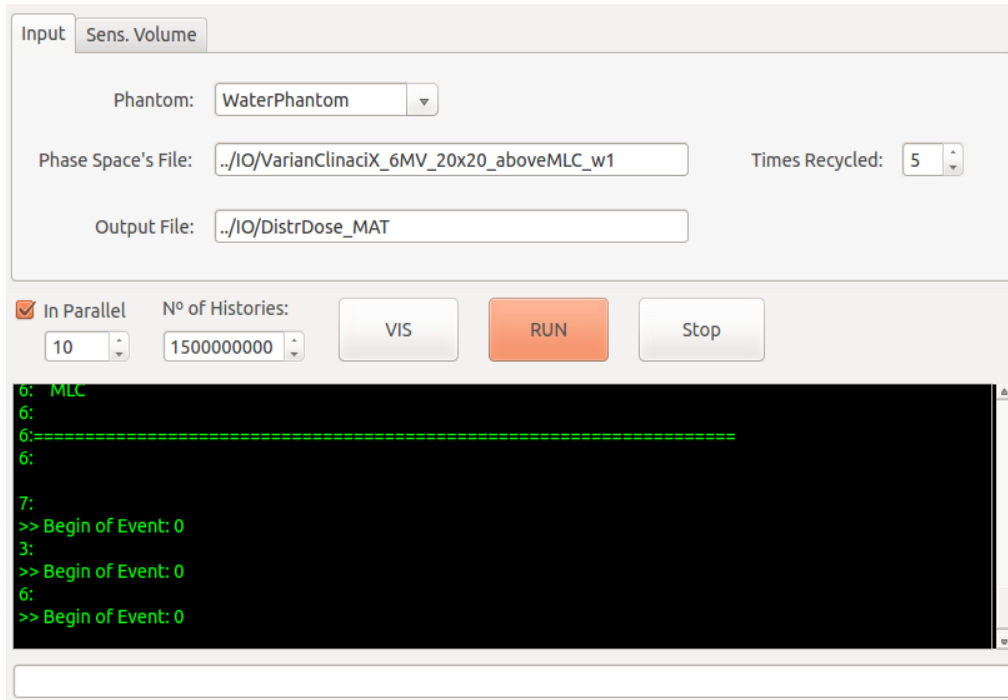 Input Sens. Volume
Phantom: WaterPhantom
Phase Space's File: ../IO/VarianClinaciX_6MV_20x20_aboveMLC_w1 Times Recycled: 5
Output File: ../IO/DistrDose_MAT
In Parallel Nº of Histories:
10 1500000000 VIS RUN Stop
6: MLC
6:
6:====================================================================
6:
7:
>> Begin of Event: 0
3:
>> Begin of Event: 0
6:
>> Begin of Event: 0